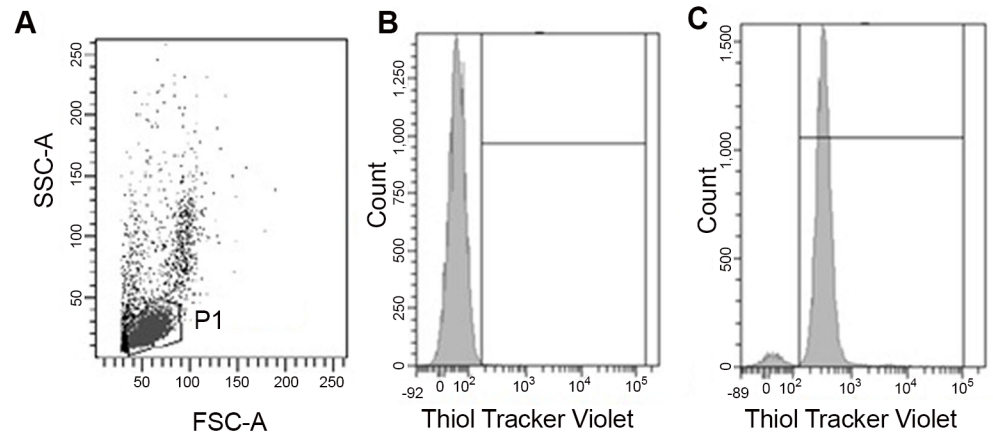 A
SSC-A
250
200
150
100
50
P1
50 100 150 200 250
FSC-A
B
Count
1,250
1,000
750
500
250
0
-92 0 10² 10³ 10⁴ 10⁵
Thiol Tracker Violet
C
Count
1,500
1,000
500
0
-89 0 10² 10³ 10⁴ 10⁵
Thiol Tracker Violet